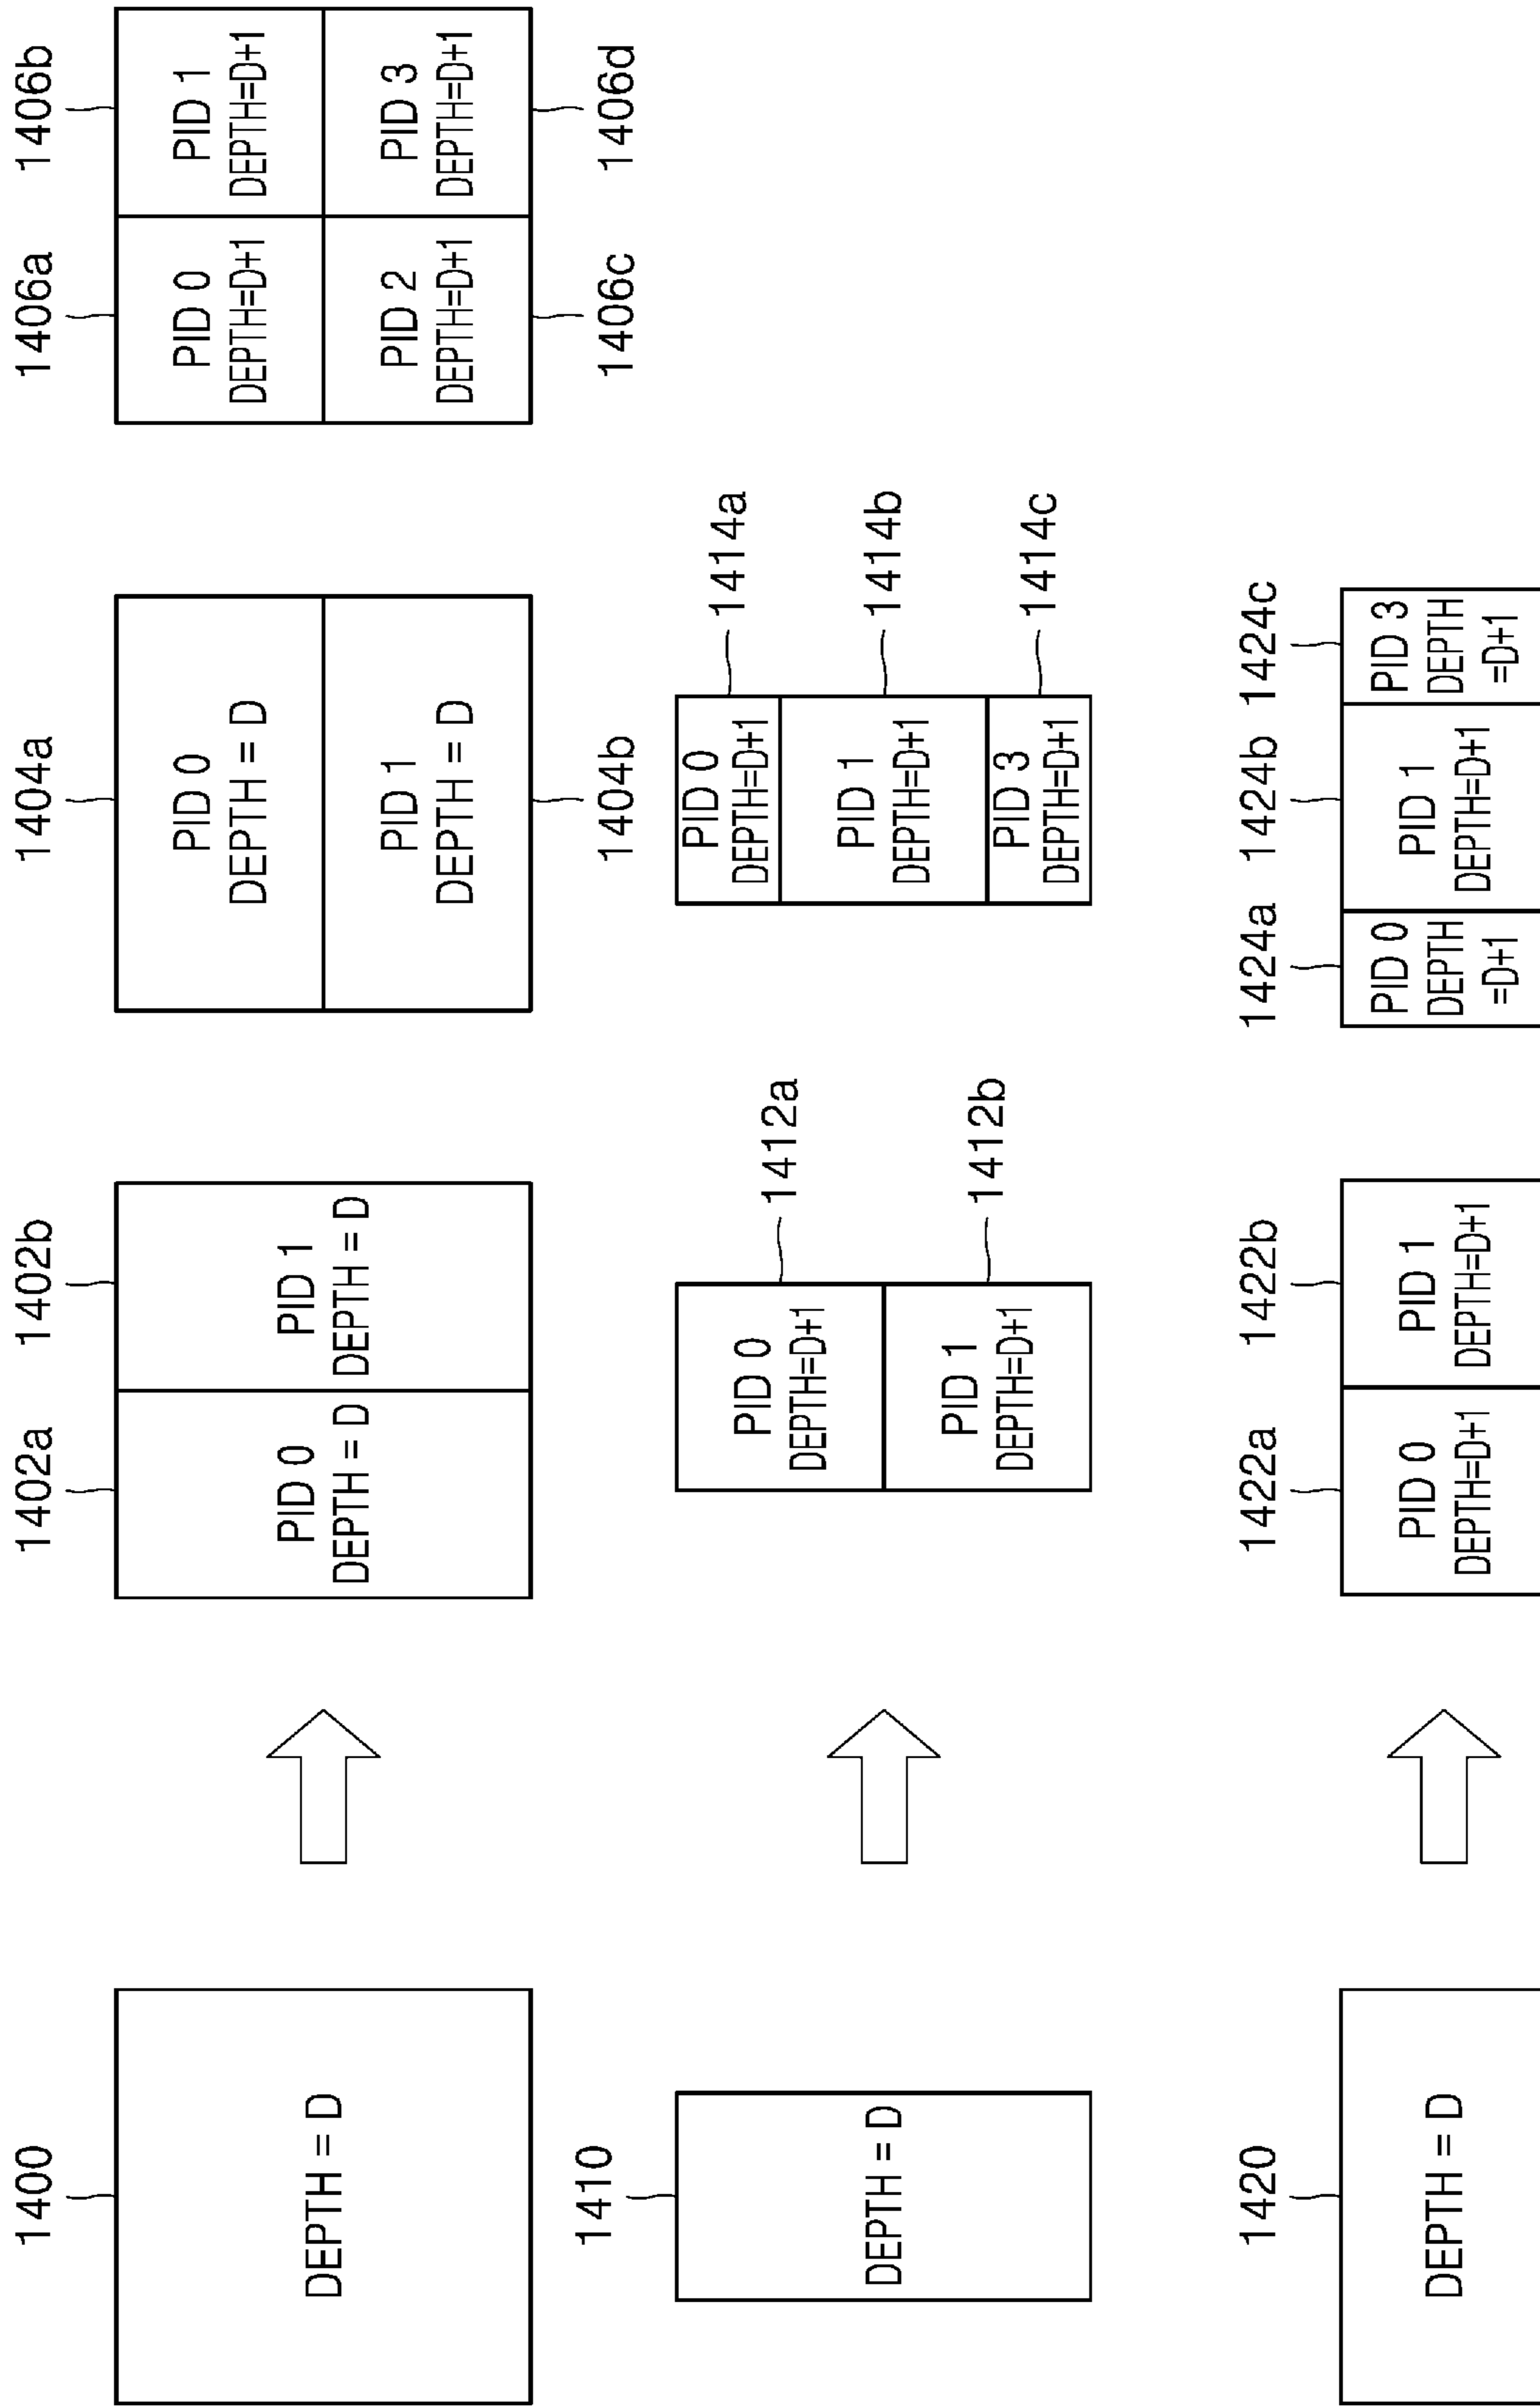 1400
DEPTH = D
1402a
1402b
PID 0
DEPTH = D
PID 1
DEPTH = D
1404a
PID 0
DEPTH = D
PID 1
DEPTH = D
1404b
1406a
1406b
PID 0
DEPTH=D+1
PID 1
DEPTH=D+1
PID 2
DEPTH=D+1
PID 3
DEPTH=D+1
1406c
1406d
1410
DEPTH = D
PID 0
DEPTH=D+1
1412a
PID 1
DEPTH=D+1
1412b
PID 0
DEPTH=D+1
1414a
PID 1
DEPTH=D+1
1414b
PID 3
DEPTH=D+1
1414c
1420
DEPTH = D
1422a
1422b
PID 0
DEPTH=D+1
PID 1
DEPTH=D+1
1424a
1424b
1424c
PID 0
DEPTH
=D+1
PID 1
DEPTH=D+1
PID 3
DEPTH
=D+1